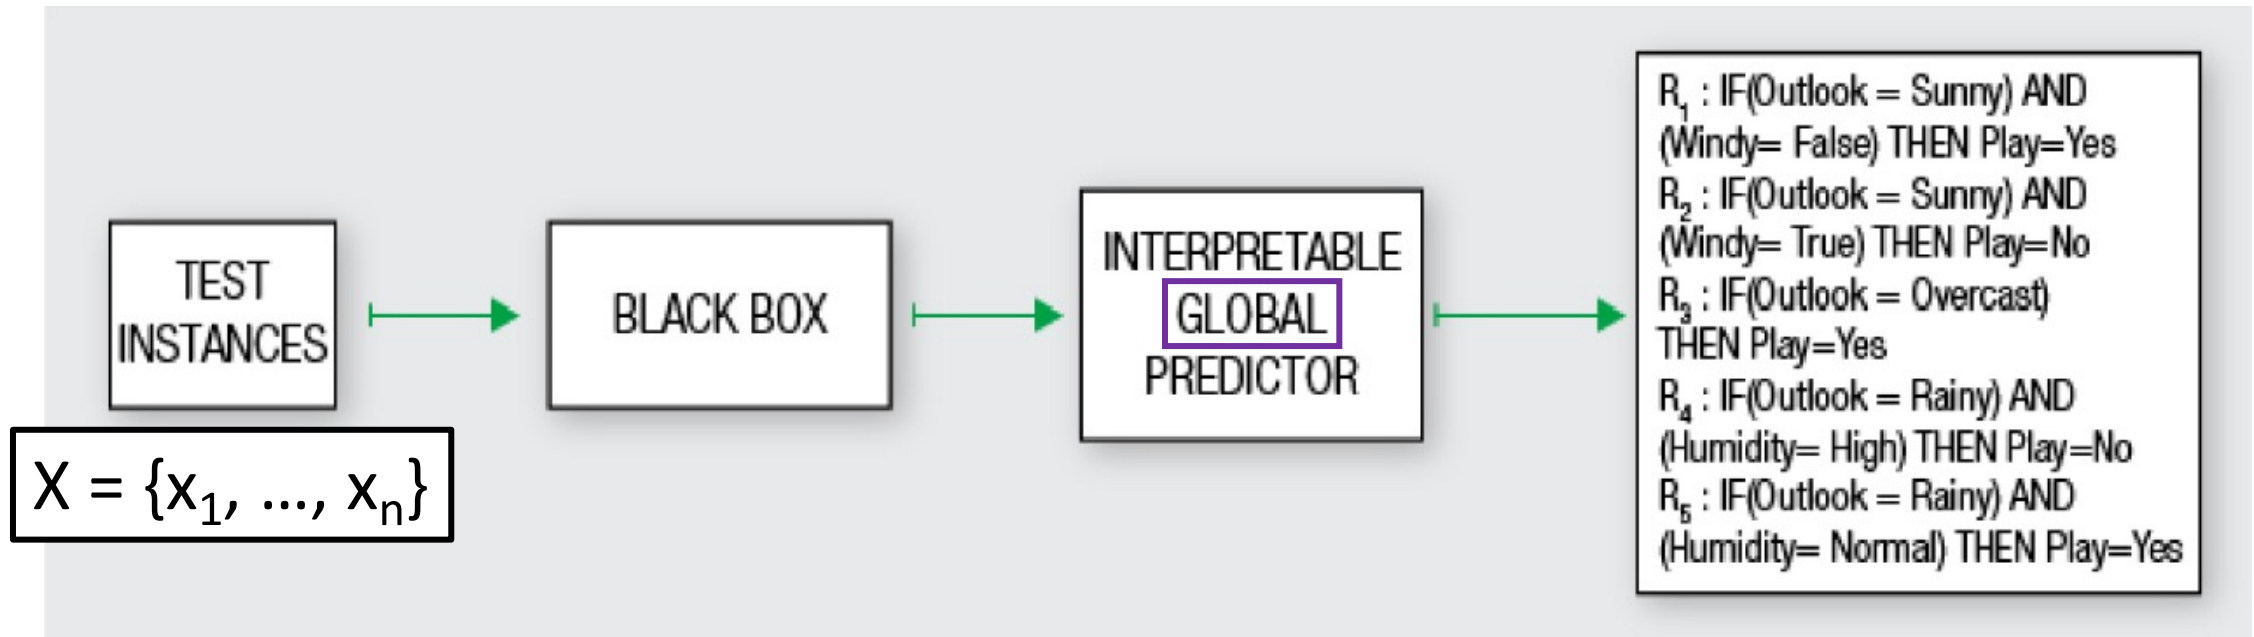 TEST
INSTANCES
X = {x₁, ..., xₙ}
BLACK BOX
INTERPRETABLE
GLOBAL
PREDICTOR
R₁ : IF(Outlook = Sunny) AND
(Windy= False) THEN Play=Yes
R₂ : IF(Outlook = Sunny) AND
(Windy= True) THEN Play=No
R₃ : IF(Outlook = Overcast)
THEN Play=Yes
R₄ : IF(Outlook = Rainy) AND
(Humidity= High) THEN Play=No
R₅ : IF(Outlook = Rainy) AND
(Humidity= Normal) THEN Play=Yes